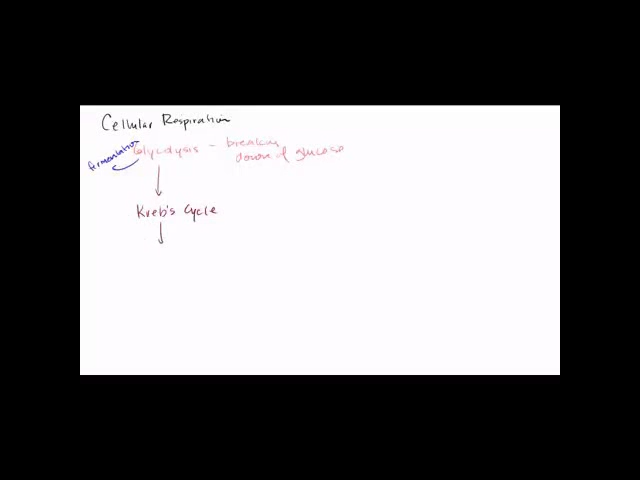 Cellular Respiration
fermentation
Glycolysis - breaking
down of glucose
Kreb's Cycle